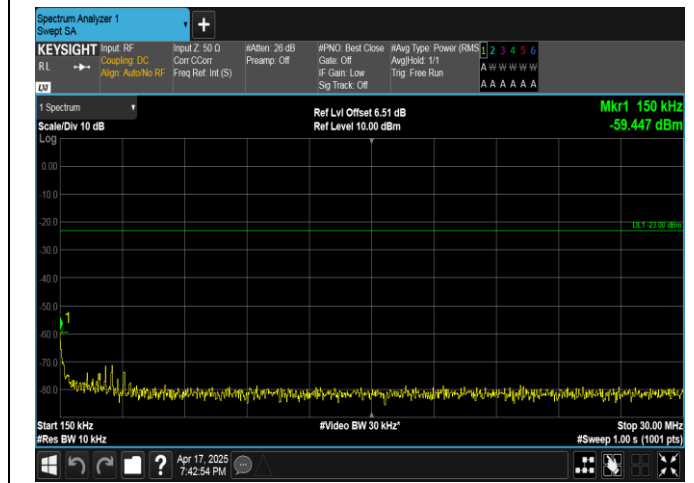 Spectrum Analyzer 1
Swept SA
+
KEYSIGHT Input: RF Input Z: 50 Ω #Atten: 26 dB #PNO: Best Close #Avg Type: Power (RMS 1 2 3 4 5 6
RL Coupling: DC Corr CCorr Preamp: Off Gate: Off Avg|Hold: 1/1 A W W W W W
Align: Auto/No RF Freq Ref: Int (S) IF Gain: Low Trig: Free Run
LXI Sig Track: Off A A A A A A
1 Spectrum Ref Lvl Offset 6.51 dB Mkr1 150 kHz
Scale/Div 10 dB Ref Level 10.00 dBm -59.447 dBm
Log
0.00
-10.0
-20.0
DL1 -23.00 dBm
-30.0
-40.0
-50.0
1
-60.0
-70.0
-80.0
Start 150 kHz #Video BW 30 kHz* Stop 30.00 MHz
#Res BW 10 kHz #Sweep 1.00 s (1001 pts)
? Apr 17, 2025
7:42:54 PM